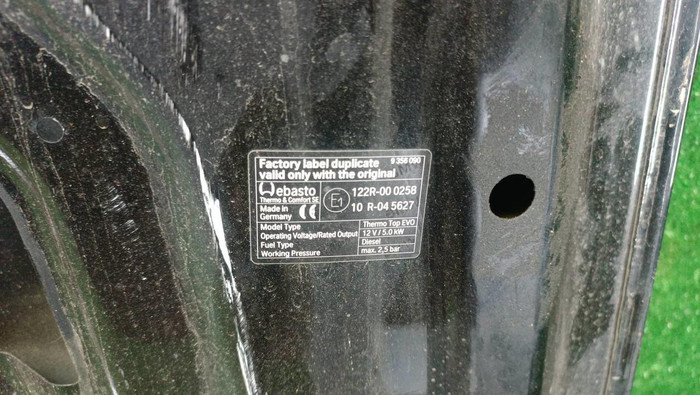 Factory label duplicate 9 356 090
valid only with the original
Webasto
Thermo & Comfort SE
Made in
Germany
CE
E1
122R-00 0258
10 R-04 5627
Model Type Thermo Top EVO
Operating Voltage/Rated Output 12 V / 5,0 kW
Fuel Type Diesel
Working Pressure max. 2,5 bar